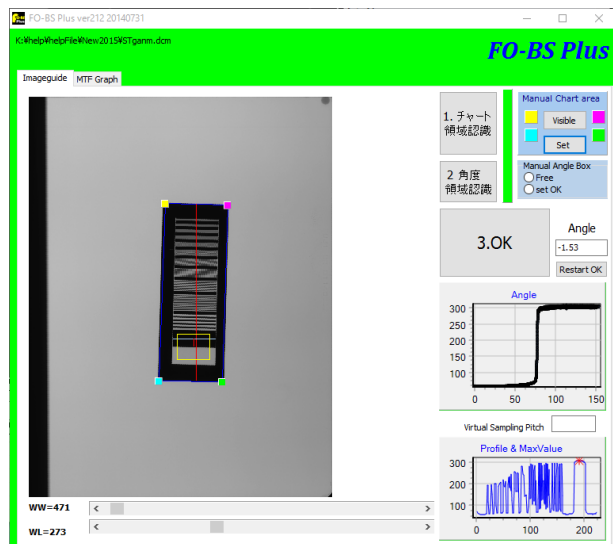 FO-BS Plus ver212 20140731
K:¥help¥helpFile¥New2015¥STganm.dcm
FO-BS Plus
Imageguide
MTF Graph
1. チャート
領域認識
Manual Chart area
Visible
Set
2 角度
領域認識
Manual Angle Box
Free
set OK
3.OK
Angle
-1.53
Restart OK
Angle
300
250
200
150
100
0 50 100 150
Virtual Sampling Pitch
Profile & MaxValue
300
200
100
0 100 200
WW=471
WL=273